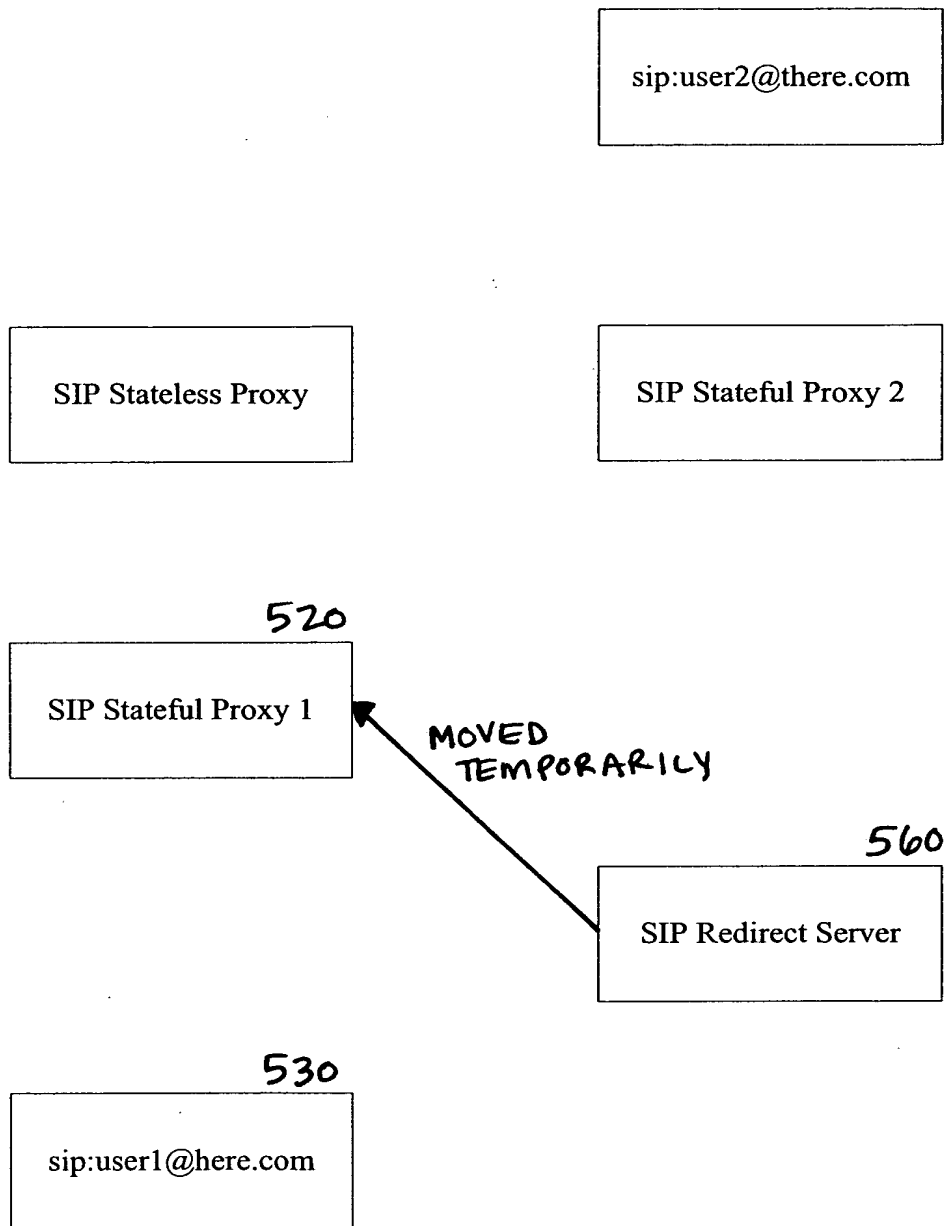 sip:user2@there.com
SIP Stateless Proxy
SIP Stateful Proxy 2
520
SIP Stateful Proxy 1
MOVED
TEMPORARILY
560
SIP Redirect Server
530
sip:user1@here.com